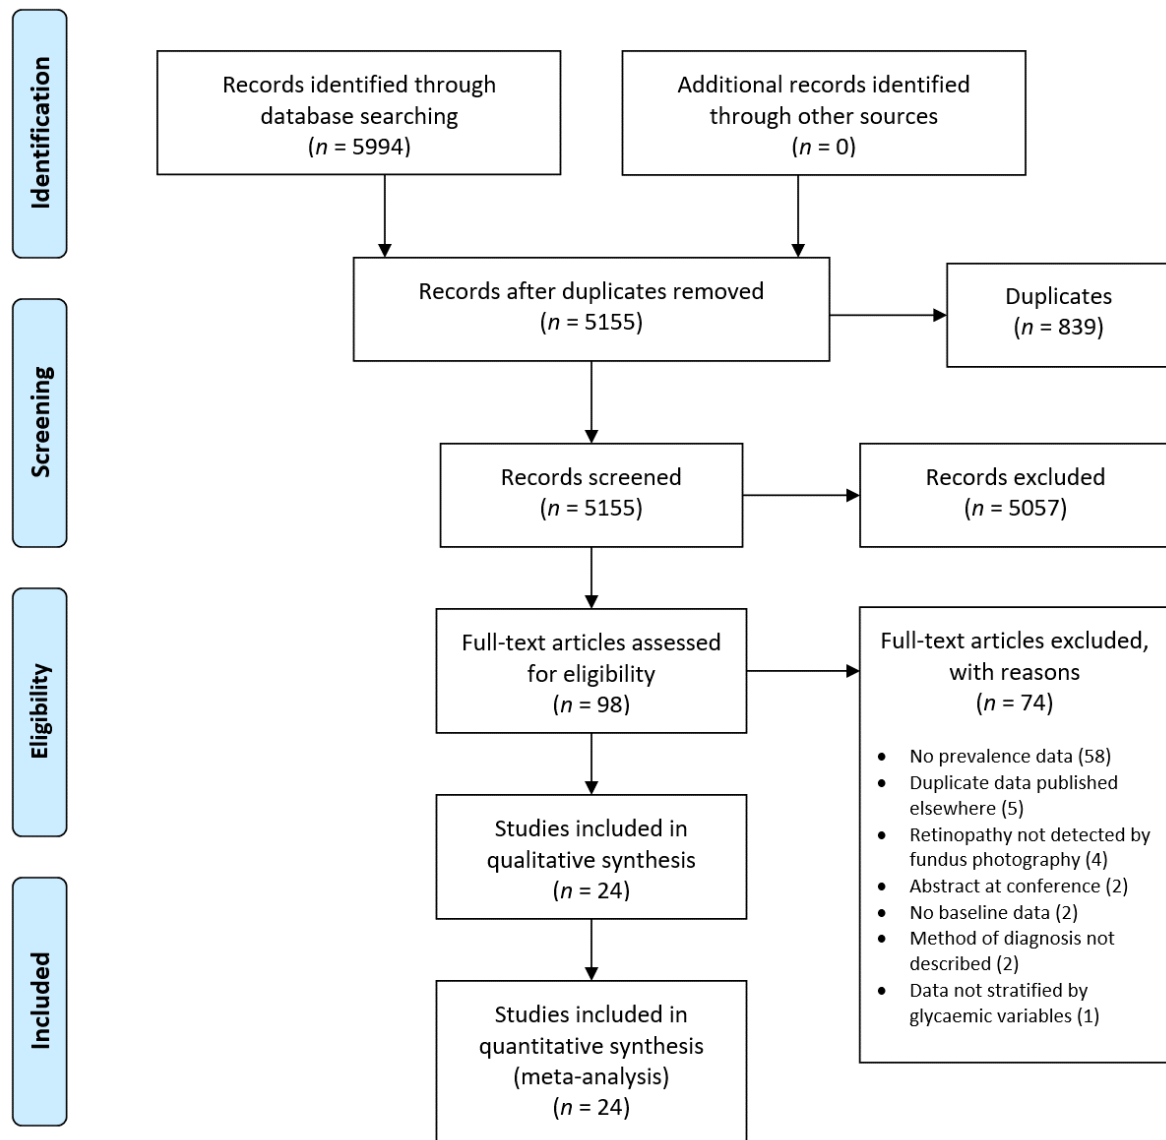 Identification
Records identified through
database searching
(n = 5994)
Additional records identified
through other sources
(n = 0)
Records after duplicates removed
(n = 5155)
Duplicates
(n = 839)
Screening
Records screened
(n = 5155)
Records excluded
(n = 5057)
Eligibility
Full-text articles assessed
for eligibility
(n = 98)
Full-text articles excluded,
with reasons
(n = 74)
• No prevalence data (58)
• Duplicate data published
elsewhere (5)
• Retinopathy not detected by
fundus photography (4)
• Abstract at conference (2)
• No baseline data (2)
• Method of diagnosis not
described (2)
• Data not stratified by
glycaemic variables (1)
Studies included in
qualitative synthesis
(n = 24)
Included
Studies included in
quantitative synthesis
(meta-analysis)
(n = 24)